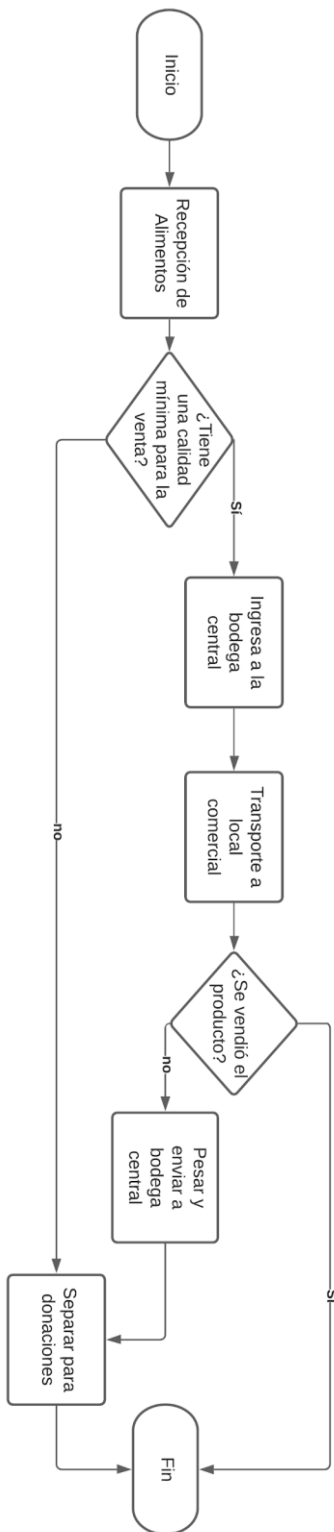 Inicio
Recepción de
Alimentos
¿Tiene
una calidad
mínima para la
venta?
Sí
no
Ingresa a la
bodega
central
Transporte a
local
comercial
¿Se vendió el
producto?
Sí
no
Pesar y
enviar a
bodega
central
Separar para
donaciones
Fin